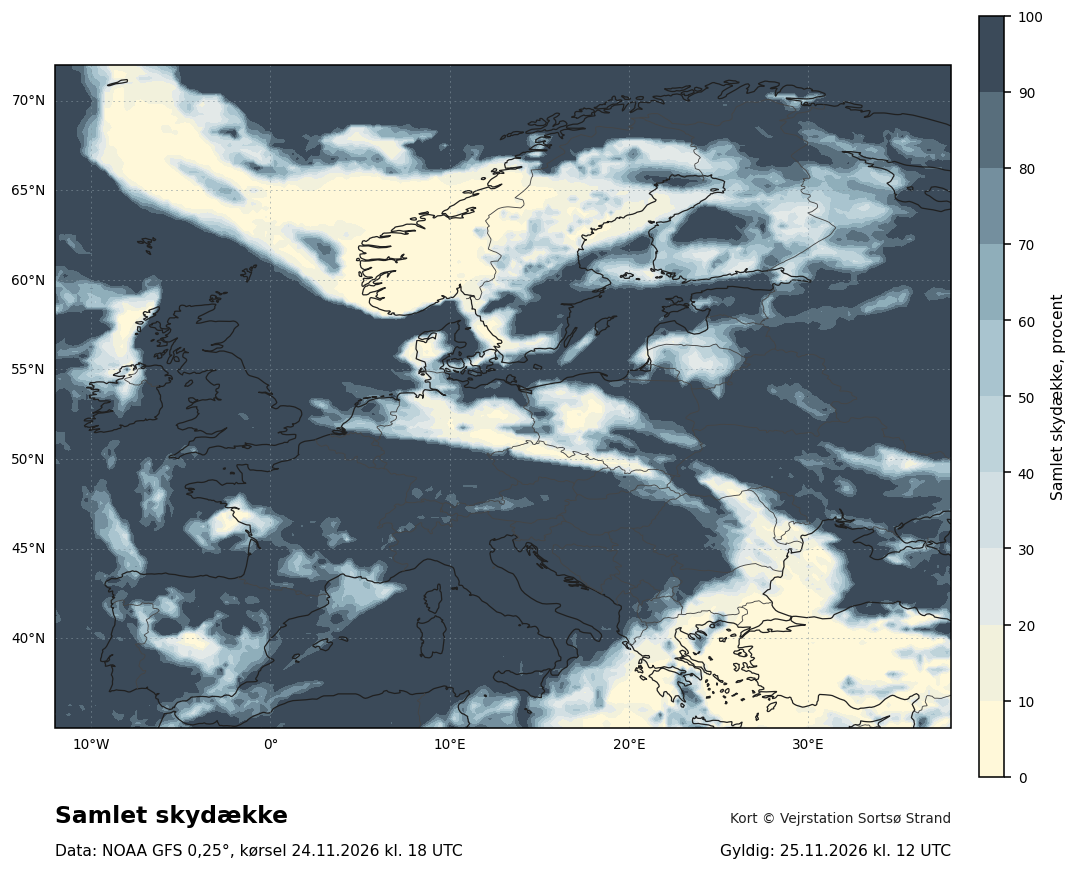 100
90
80
70
60
50
40
30
20
10
0
Samlet skydække, procent
70°N
65°N
60°N
55°N
50°N
45°N
40°N
10°W
0°
10°E
20°E
30°E
Samlet skydække
Kort © Vejrstation Sortsø Strand
Data: NOAA GFS 0,25°, kørsel 24.11.2026 kl. 18 UTC
Gyldig: 25.11.2026 kl. 12 UTC